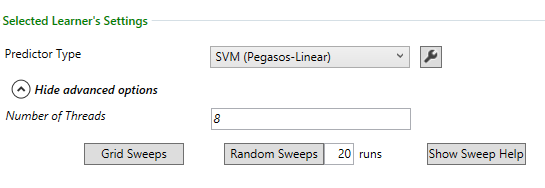 Selected Learner's Settings
Predictor Type
SVM (Pegasos-Linear)
Hide advanced options
Number of Threads
8
Grid Sweeps Random Sweeps 20 runs Show Sweep Help